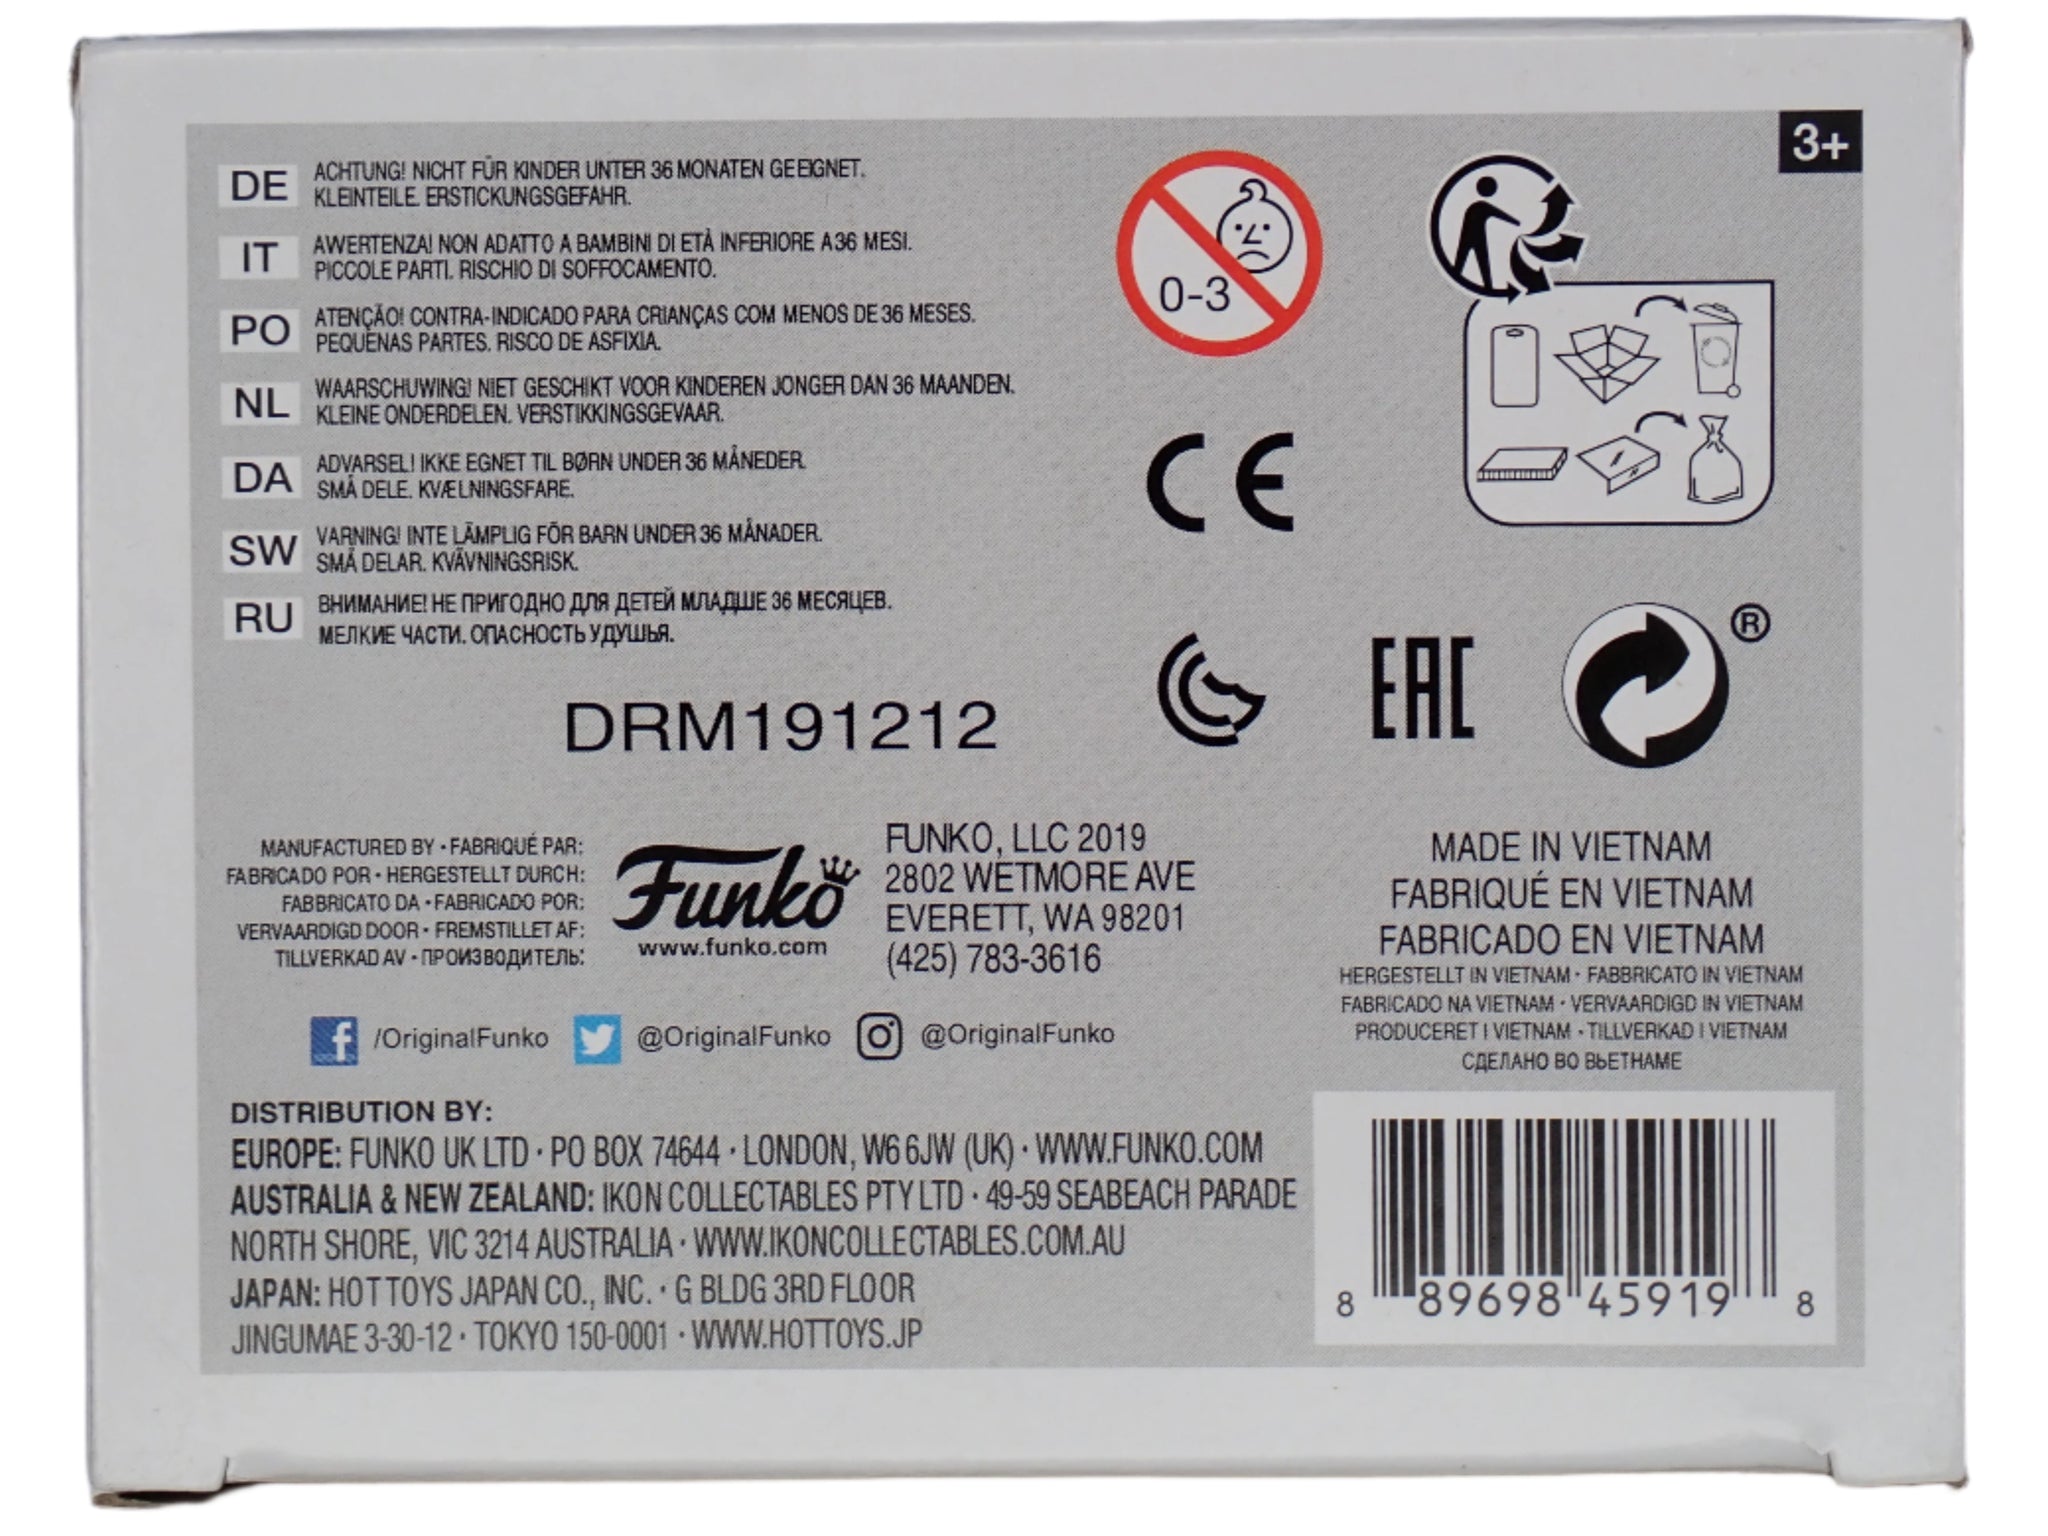 3+
DE
ACHTUNG! NICHT FÜR KINDER UNTER 36 MONATEN GEEIGNET.
KLEINTEILE. ERSTICKUNGSGEFAHR.
IT
AWERTENZA! NON ADATTO A BAMBINI DI ETÀ INFERIORE A 36 MESI.
PICCOLE PARTI. RISCHIO DI SOFFOCAMENTO.
PO
ATENÇÃO! CONTRA-INDICADO PARA CRIANÇAS COM MENOS DE 36 MESES.
PEQUENAS PARTES. RISCO DE ASFIXIA.
NL
WAARSCHUWING! NIET GESCHIKT VOOR KINDEREN JONGER DAN 36 MAANDEN.
KLEINE ONDERDELEN. VERSTIKKINGSGEVAAR.
DA
ADVARSEL! IKKE EGNET TIL BØRN UNDER 36 MÅNEDER.
SMÅ DELE. KVÆLNINGSFARE.
SW
VARNING! INTE LÄMPLIG FÖR BARN UNDER 36 MÅNADER.
SMÅ DELAR. KVÄVNINGSRISK.
RU
ВНИМАНИЕ! НЕ ПРИГОДНО ДЛЯ ДЕТЕЙ МЛАДШЕ 36 МЕСЯЦЕВ.
МЕЛКИЕ ЧАСТИ. ОПАСНОСТЬ УДУШЬЯ.
0-3
CE
EAC
®
DRM191212
MANUFACTURED BY • FABRIQUÉ PAR:
FABRICADO POR • HERGESTELLT DURCH:
FABBRICATO DA • FABRICADO POR:
VERVAARDIGD DOOR • FREMSTILLET AF:
TILLVERKAD AV • ПРОИЗВОДИТЕЛЬ:
Funko
www.funko.com
FUNKO, LLC 2019
2802 WETMORE AVE
EVERETT, WA 98201
(425) 783-3616
MADE IN VIETNAM
FABRIQUÉ EN VIETNAM
FABRICADO EN VIETNAM
HERGESTELLT IN VIETNAM • FABBRICATO IN VIETNAM
FABRICADO NA VIETNAM • VERVAARDIGD IN VIETNAM
PRODUCERET I VIETNAM • TILLVERKAD I VIETNAM
СДЕЛАНО ВО ВЬЕТНАМЕ
f /OriginalFunko @OriginalFunko @OriginalFunko
DISTRIBUTION BY:
EUROPE: FUNKO UK LTD • PO BOX 74644 • LONDON, W6 6JW (UK) • WWW.FUNKO.COM
AUSTRALIA & NEW ZEALAND: IKON COLLECTABLES PTY LTD • 49-59 SEABEACH PARADE
NORTH SHORE, VIC 3214 AUSTRALIA • WWW.IKONCOLLECTABLES.COM.AU
JAPAN: HOT TOYS JAPAN CO., INC. • G BLDG 3RD FLOOR
JINGUMAE 3-30-12 • TOKYO 150-0001 • WWW.HOTTOYS.JP
8 89698 45919 8